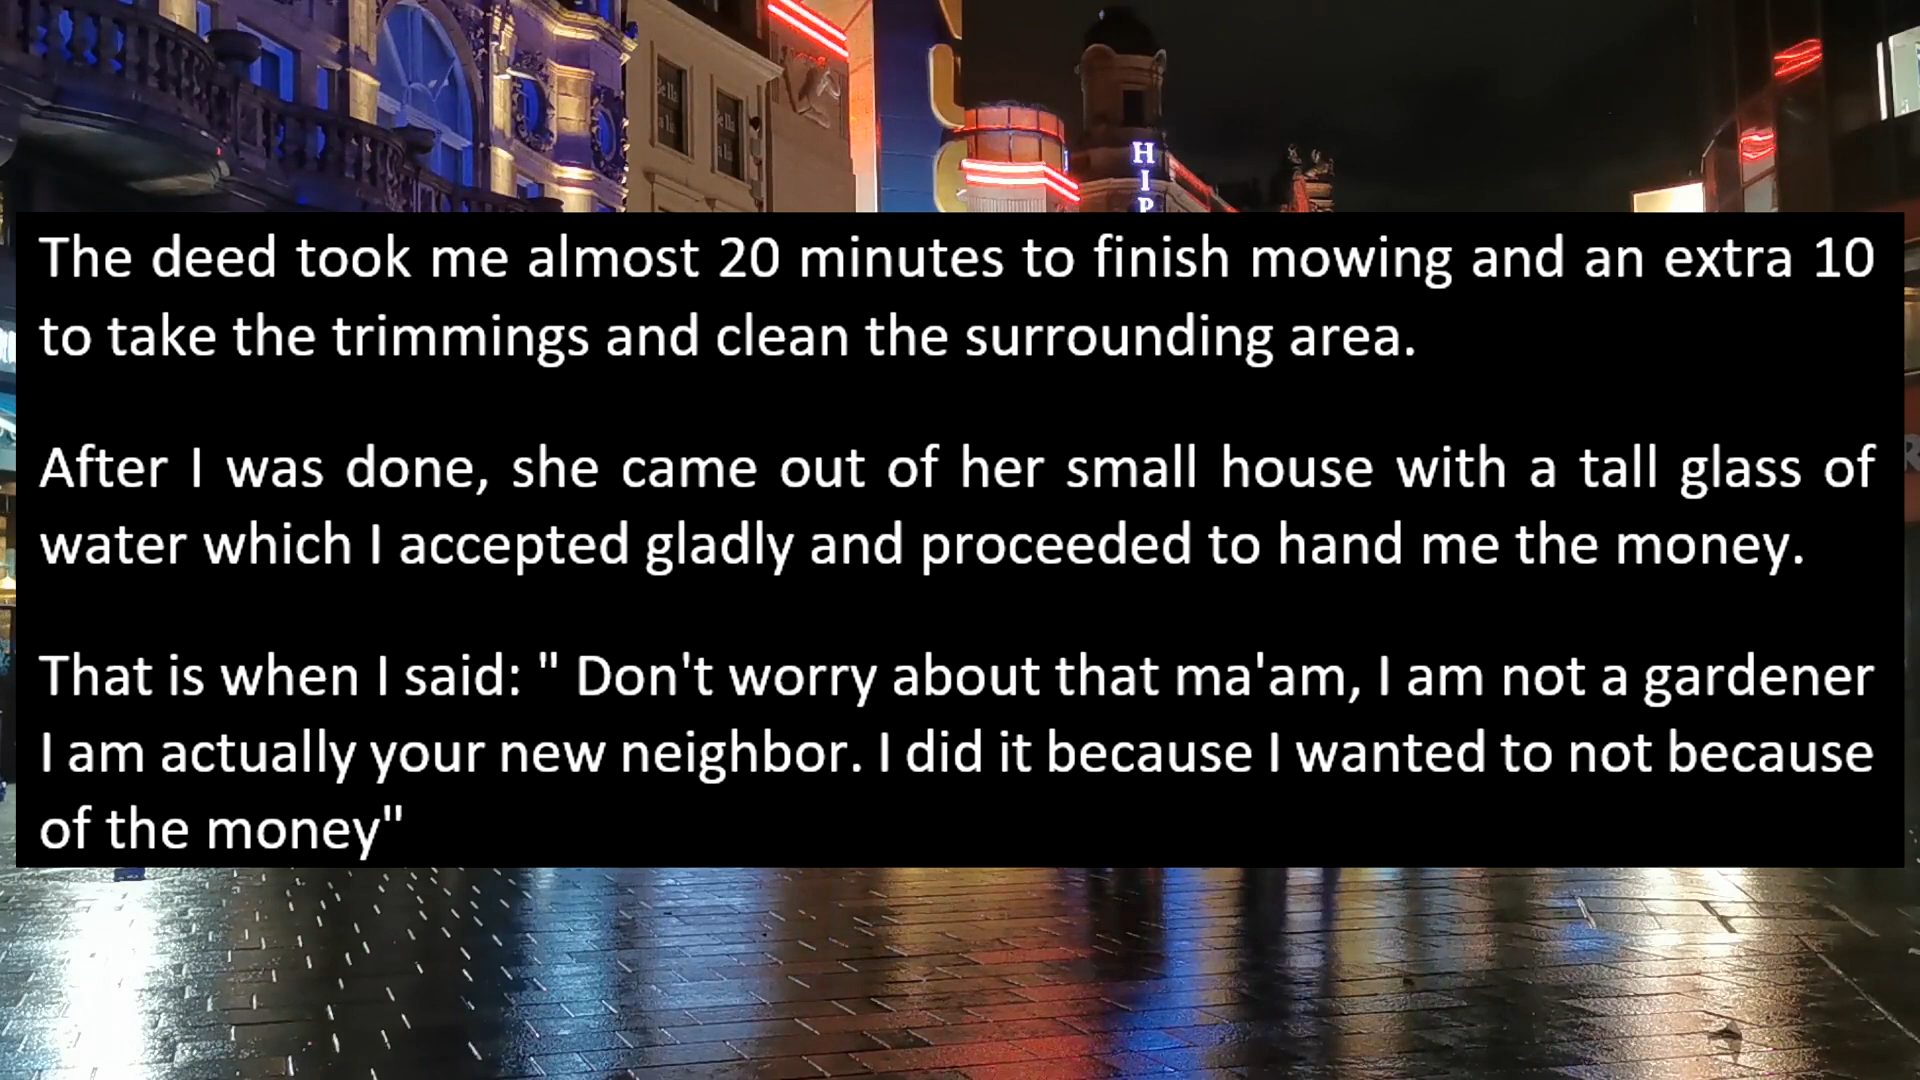 Be lla
Be lla
H
I
P
The deed took me almost 20 minutes to finish mowing and an extra 10
to take the trimmings and clean the surrounding area.
After I was done, she came out of her small house with a tall glass of
water which I accepted gladly and proceeded to hand me the money.
That is when I said: " Don't worry about that ma'am, I am not a gardener
I am actually your new neighbor. I did it because I wanted to not because
of the money"